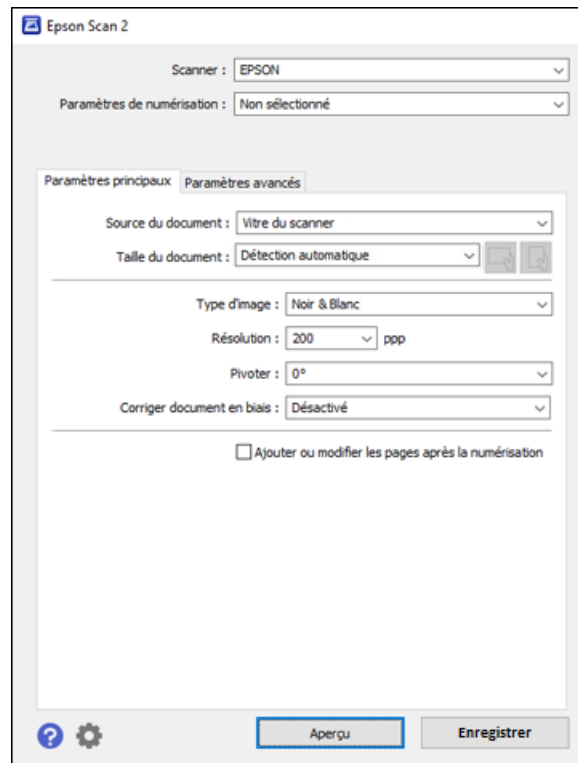 Epson Scan 2
Scanner : EPSON
Paramètres de numérisation : Non sélectionné
Paramètres principaux Paramètres avancés
Source du document : Vitre du scanner
Taille du document : Détection automatique
Type d'image : Noir & Blanc
Résolution : 200 ppp
Pivoter : 0°
Corriger document en biais : Désactivé
Ajouter ou modifier les pages après la numérisation
? Aperçu Enregistrer